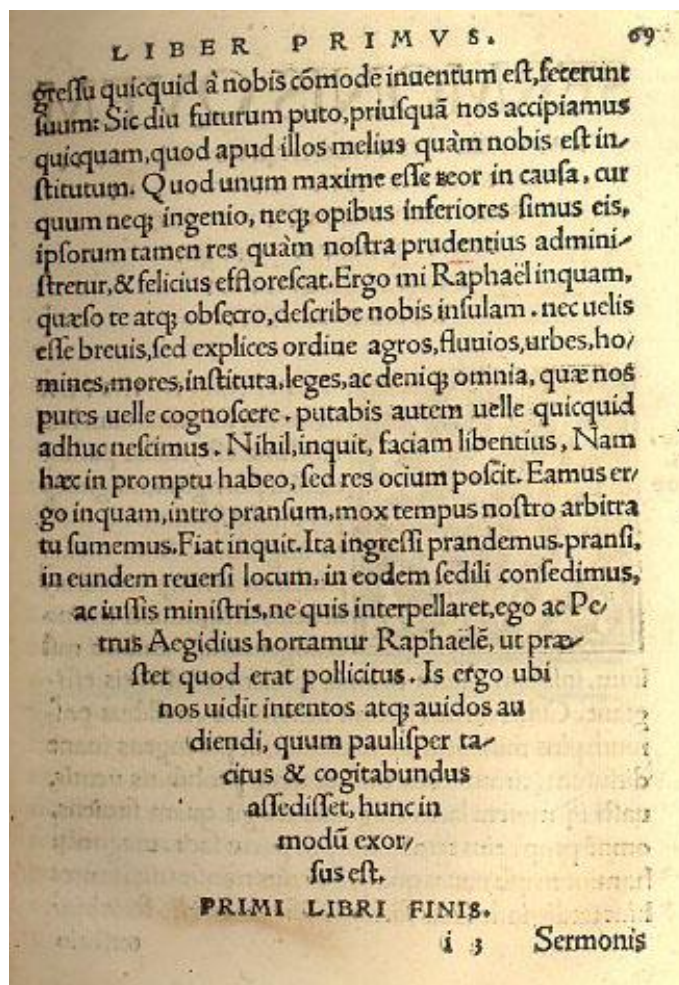 LIBER PRIMVS. 69
gressu quicquid à nobis cõmode inuentum est, fecerunt
suum: Sic diu futurum puto, priusquã nos accipiamus
quicquam, quod apud illos melius quàm nobis est in-
stitutum. Quod unum maxime esse reor in causa, cur
quum neq; ingenio, neq; opibus inferiores simus eis,
ipsorum tamen res quàm nostra prudentius admini-
stretur, & felicius efflorescat. Ergo mi Raphaël inquam,
quæso te atq; obsecro, describe nobis insulam. nec uelis
esse breuis, sed explices ordine agros, fluuios, urbes, ho/
mines, mores, instituta, leges, ac deniq; omnia, quæ nos
putes uelle cognoscere. putabis autem uelle quicquid
adhuc nescimus. Nihil, inquit, faciam libentius, Nam
hæc in promptu habeo, sed res ocium poscit. Eamus er/
go inquam, intro pransum, mox tempus nostro arbitra
tu sumemus. Fiat inquit. Ita ingressi prandemus. pransi,
in eundem reuersi locum, in eodem sedili consedimus,
ac iussis ministris, ne quis interpellaret, ego ac Pe/
trus Aegidius hortamur Raphaelẽ, ut præ-
stet quod erat pollicitus. Is ergo ubi
nos uidit intentos atq; auidos au
diendi, quum paulisper ta-
citus & cogitabundus
assedisset, hunc in
modũ exor/
sus est.
PRIMI LIBRI FINIS.
i 3 Sermonis